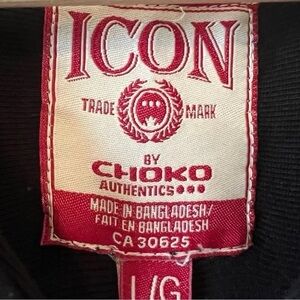 ICON
TRADE MARK
BY
CHOKO
AUTHENTICS
MADE IN BANGLADESH/
FAIT EN BANGLADESH
CA 30625
L/G